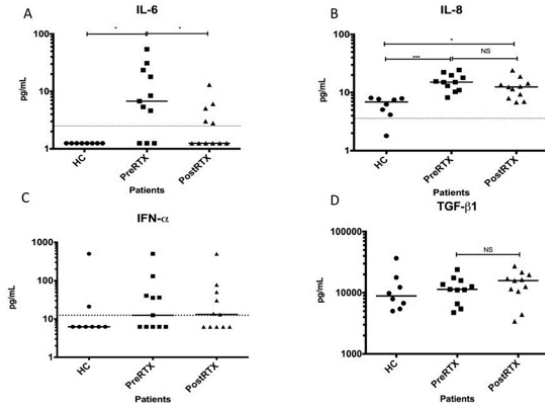 A
IL-6
*
*
100
10
1
pg/mL
HC
PreRTX
PostRTX
Patients
B
IL-8
*
***
NS
100
10
1
pg/mL
HC
PreRTX
PostRTX
Patients
C
IFN-α
1000
100
10
1
pg/mL
HC
PreRTX
PostRTX
Patients
D
TGF-β1
NS
100000
10000
1000
pg/mL
HC
PreRTX
PostRTX
Patients